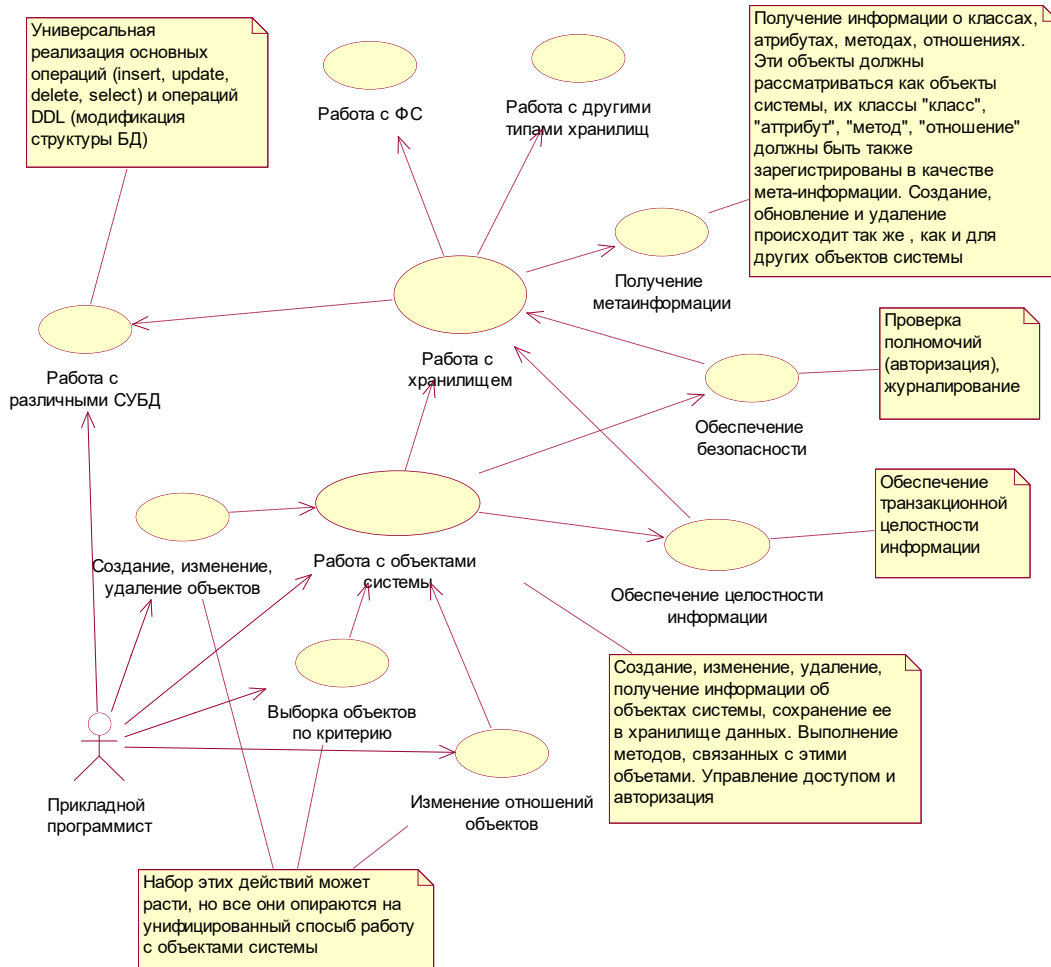 Универсальная
реализация основных
операций (insert, update,
delete, select) и операций
DDL (модификация
структуры БД)
Работа с ФС
Работа с другими
типами хранилищ
Получение информации о классах,
атрибутах, методах, отношениях.
Эти объекты должны
рассматриваться как объекты
системы, их классы "класс",
"аттрибут", "метод", "отношение"
должны быть также
зарегистрированы в качестве
мета-информации. Создание,
обновление и удаление
происходит так же , как и для
других объектов системы
Получение
метаинформации
Работа с
различными СУБД
Работа с
хранилищем
Проверка
полномочий
(авторизация),
журналирование
Обеспечение
безопасности
Обеспечение
транзакционной
целостности
информации
Создание, изменение,
удаление объектов
Работа с объектами
системы
Обеспечение целостности
информации
Выборка объектов
по критерию
Создание, изменение, удаление,
получение информации об
объектах системы, сохранение ее
в хранилище данных. Выполнение
методов, связанных с этими
объетами. Управление доступом и
авторизация
Прикладной
программист
Изменение отношений
объектов
Набор этих действий может
расти, но все они опираются на
унифицированный спосыб работу
с объектами системы